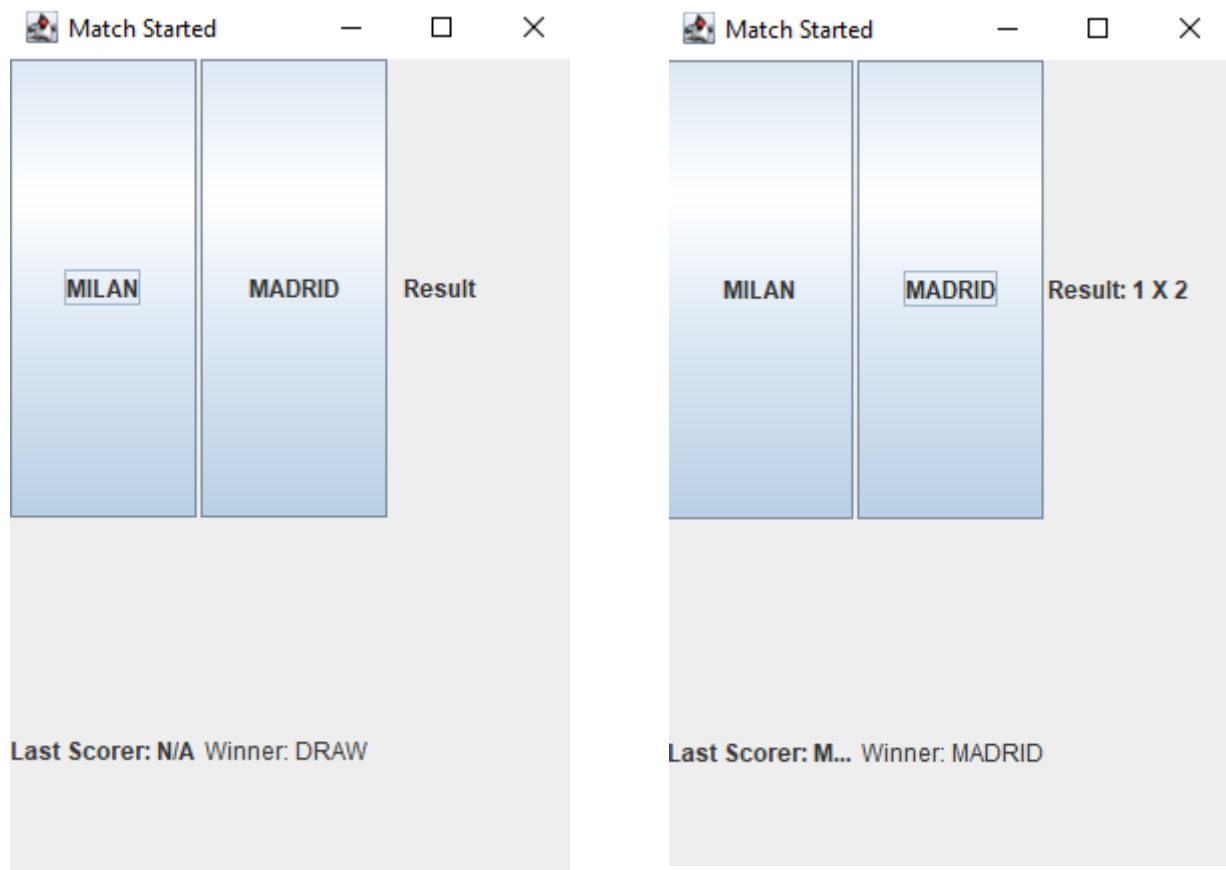 Match Started
MILAN MADRID Result
Last Scorer: N/A Winner: DRAW
Match Started
MILAN MADRID Result: 1 X 2
Last Scorer: M... Winner: MADRID